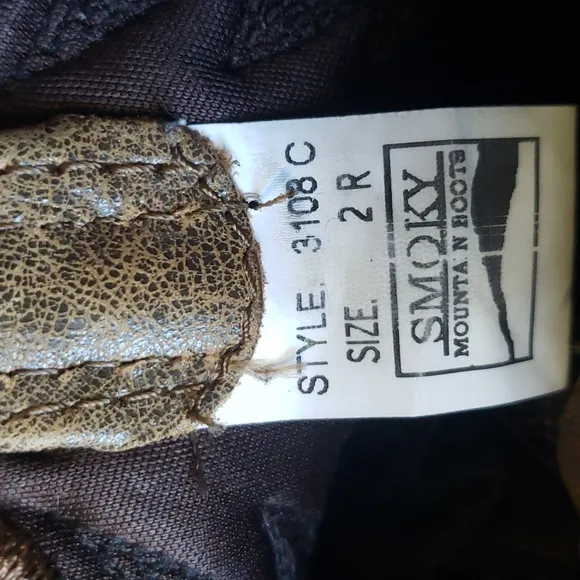 SMOKY
MOUNTAIN BOOTS
SIZE. 2 R
STYLE. 3108 C